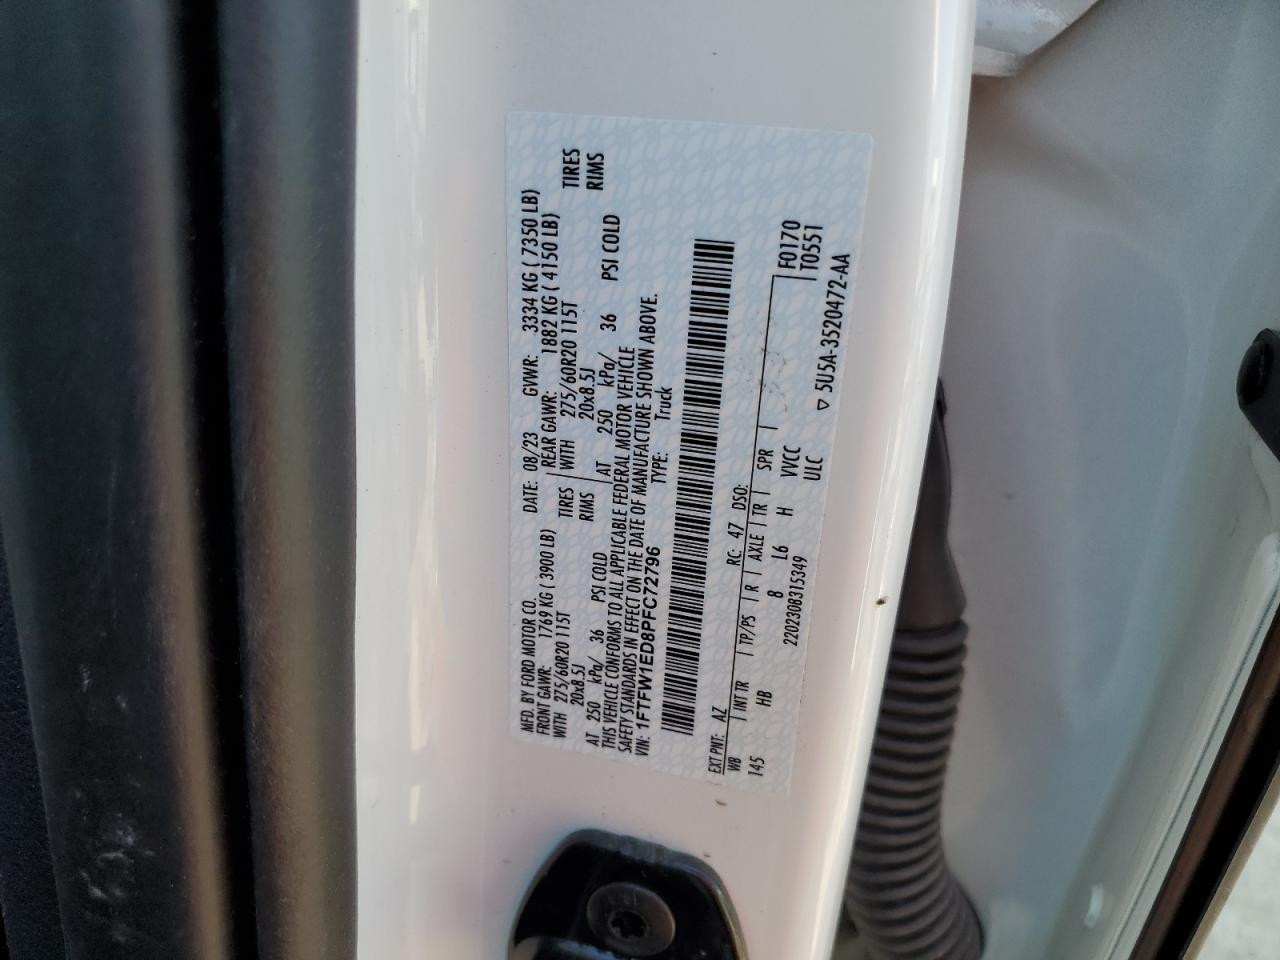 MFD. BY FORD MOTOR CO. DATE: 08/23 GVWR: 3334 KG ( 7350 LB)
FRONT GAWR: 1769 KG ( 3900 LB) REAR GAWR: 1882 KG ( 4150 LB)
WITH 275/60R20 115T TIRES WITH 275/60R20 115T TIRES
20x8.5J RIMS 20x8.5J RIMS
AT 250 kPa/ 36 PSI COLD AT 250 kPa/ 36 PSI COLD
THIS VEHICLE CONFORMS TO ALL APPLICABLE FEDERAL MOTOR VEHICLE
SAFETY STANDARDS IN EFFECT ON THE DATE OF MANUFACTURE SHOWN ABOVE.
VIN: 1FTFW1ED8PFC72796 TYPE: Truck
EXT PNT: AZ RC: 47 DSO: F0170
WB INT TR TP/PS R AXLE TR SPR T0551
145 HB 8 L6 H VVCC
2202308315349 ULC
▽ 5U5A-3520472-AA